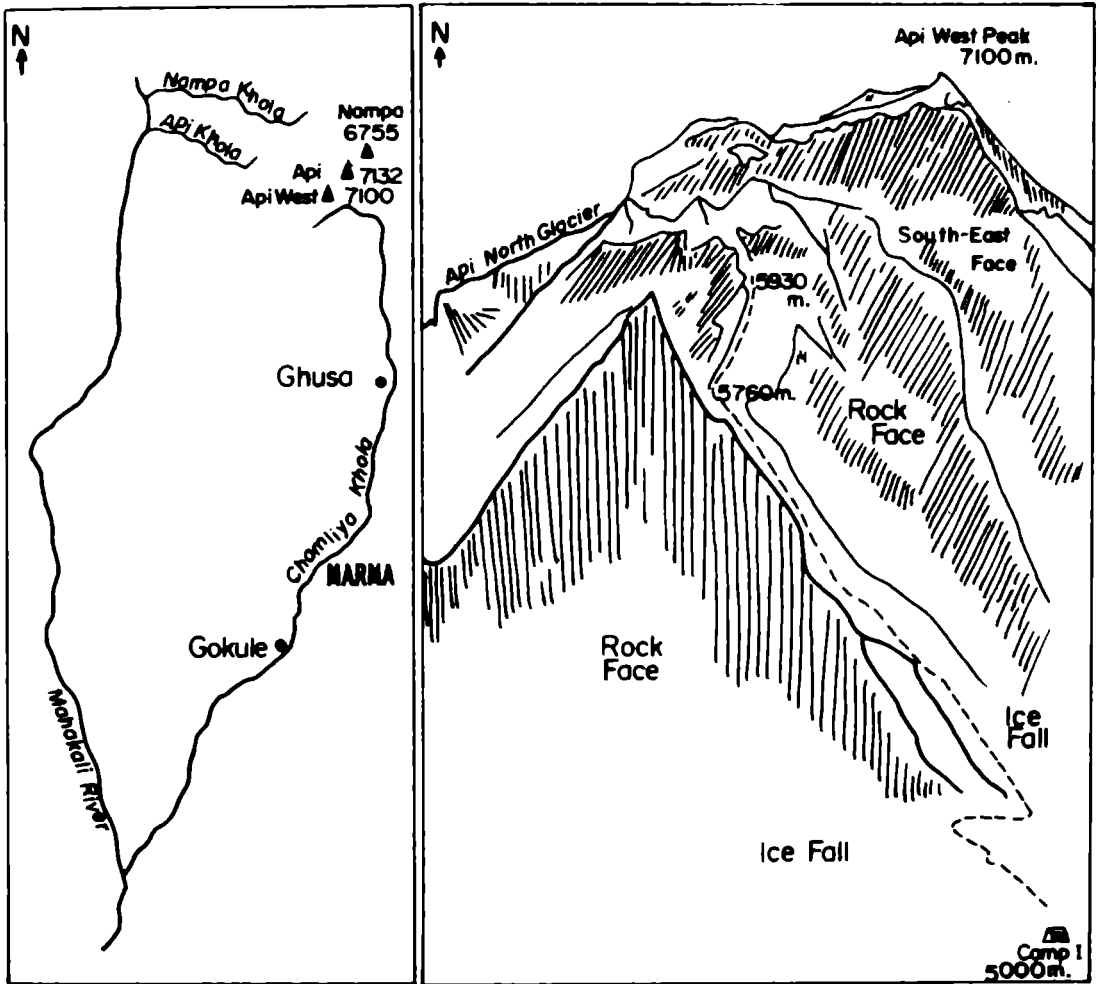 N
Nampa Khola
Api Khola
Nampa
6755
Api
7132
Api West
7100
Ghusa
Chamliya Khola
MARMA
Gokule
Mahakali River
N
Api West Peak
7100 m.
Api North Glacier
South-East
Face
5930
m.
5760m.
Rock
Face
Rock
Face
Ice
Fall
Ice Fall
Camp I
5000m.